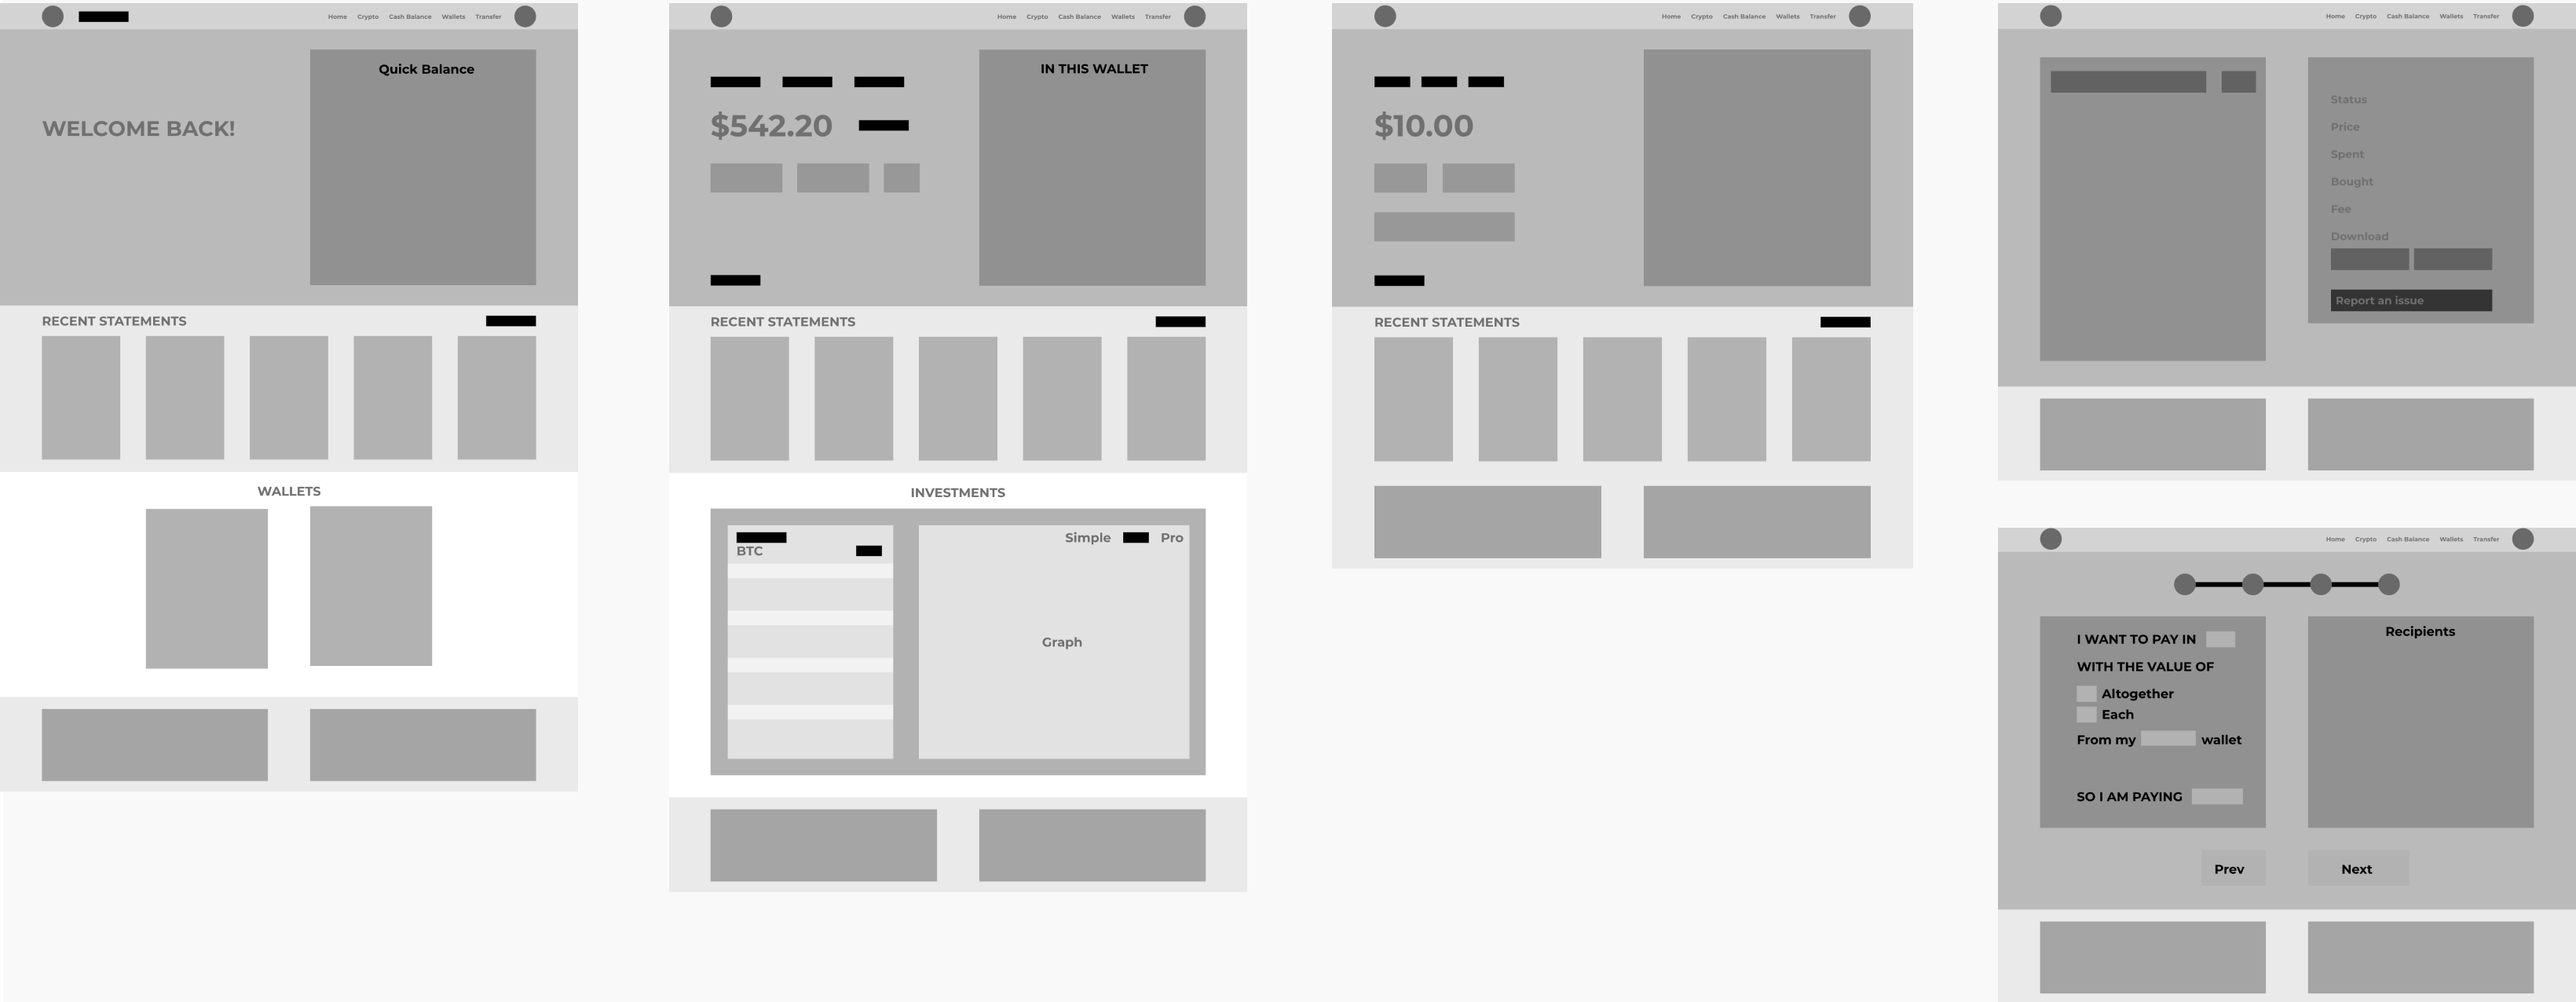 Home Crypto Cash Balance Wallets Transfer
Quick Balance
WELCOME BACK!
RECENT STATEMENTS
WALLETS
Home Crypto Cash Balance Wallets Transfer
IN THIS WALLET
$542.20
RECENT STATEMENTS
INVESTMENTS
BTC
Simple Pro
Graph
Home Crypto Cash Balance Wallets Transfer
$10.00
RECENT STATEMENTS
Home Crypto Cash Balance Wallets Transfer
Status
Price
Spent
Bought
Fee
Download
Report an issue
Home Crypto Cash Balance Wallets Transfer
I WANT TO PAY IN
WITH THE VALUE OF
Altogether
Each
From my wallet
SO I AM PAYING
Recipients
Prev Next